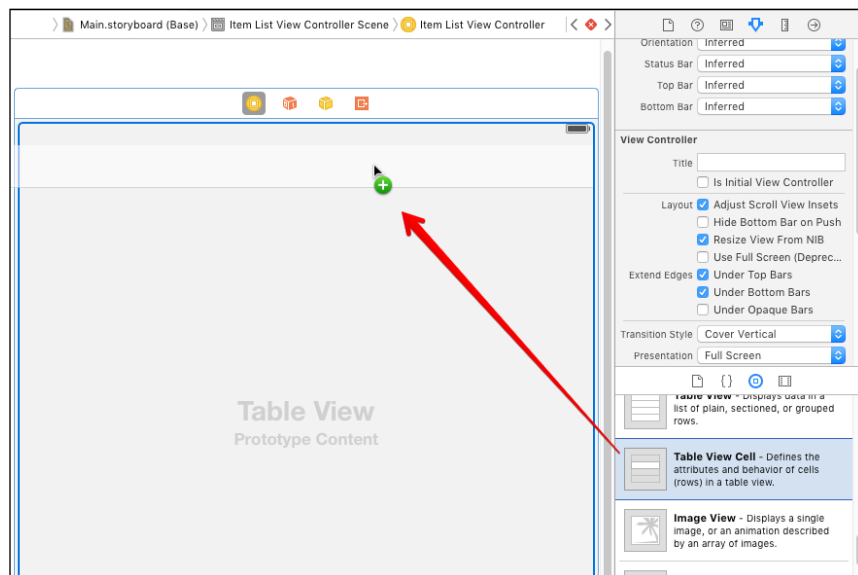 Main.storyboard (Base) Item List View Controller Scene Item List View Controller
Orientation Inferred
Status Bar Inferred
Top Bar Inferred
Bottom Bar Inferred
View Controller
Title
Is Initial View Controller
Layout Adjust Scroll View Insets
Hide Bottom Bar on Push
Resize View From NIB
Use Full Screen (Deprec...
Extend Edges Under Top Bars
Under Bottom Bars
Under Opaque Bars
Transition Style Cover Vertical
Presentation Full Screen
Table View
Prototype Content
Table View - Displays data in a
list of plain, sectioned, or grouped
rows.
Table View Cell - Defines the
attributes and behavior of cells
(rows) in a table view.
Image View - Displays a single
image, or an animation described
by an array of images.